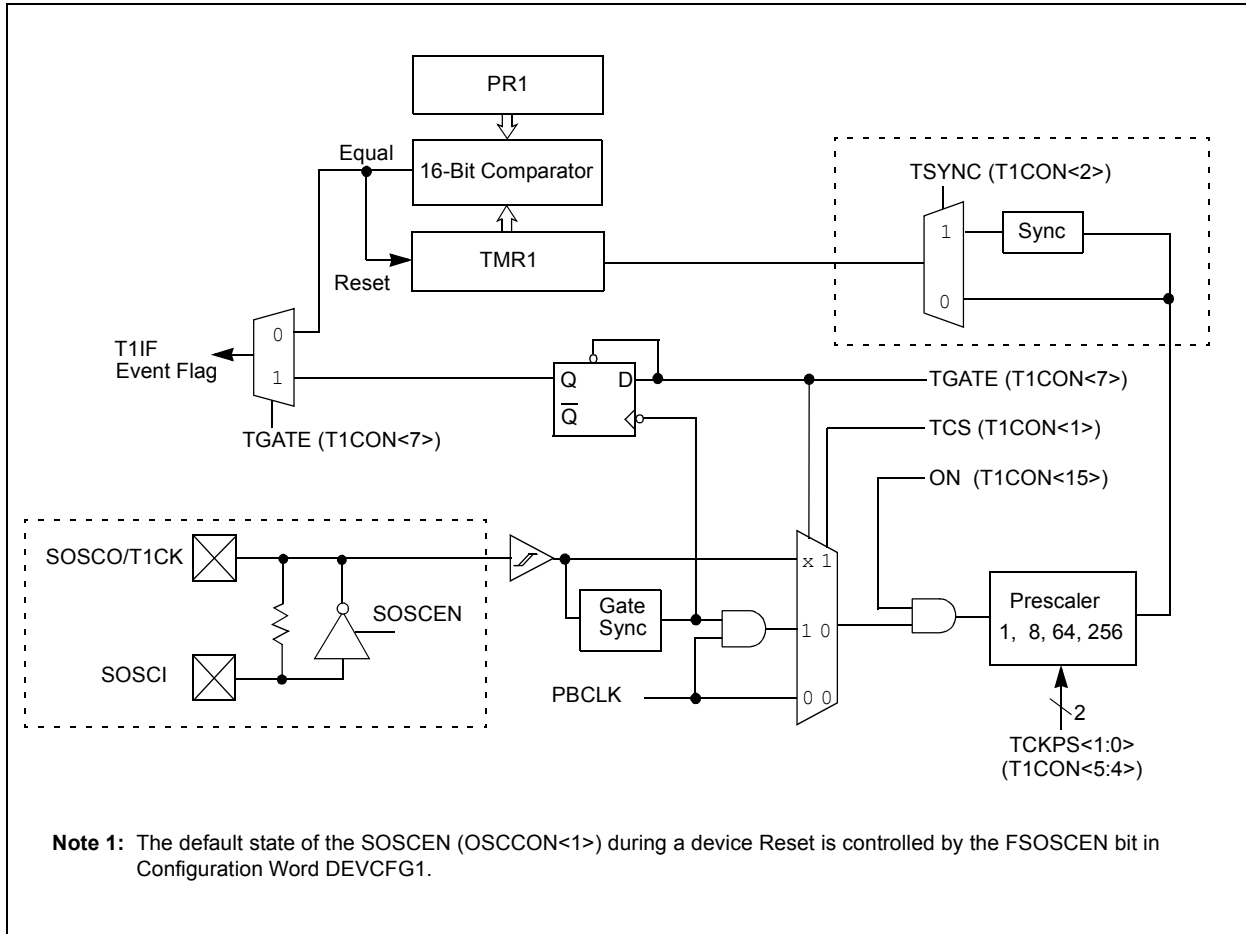 PR1
Equal
16-Bit Comparator
TSYNC (T1CON<2>)
1
Sync
TMR1
Reset
0
0
T1IF
Event Flag
1
Q D
Q̅
TGATE (T1CON<7>)
TGATE (T1CON<7>)
TCS (T1CON<1>)
ON (T1CON<15>)
SOSCO/T1CK
x 1
SOSCEN
Gate
Sync
1 0
Prescaler
1, 8, 64, 256
SOSCI
PBCLK
0 0
2
TCKPS<1:0>
(T1CON<5:4>)
Note 1: The default state of the SOSCEN (OSCCON<1>) during a device Reset is controlled by the FSOSCEN bit in
Configuration Word DEVCFG1.